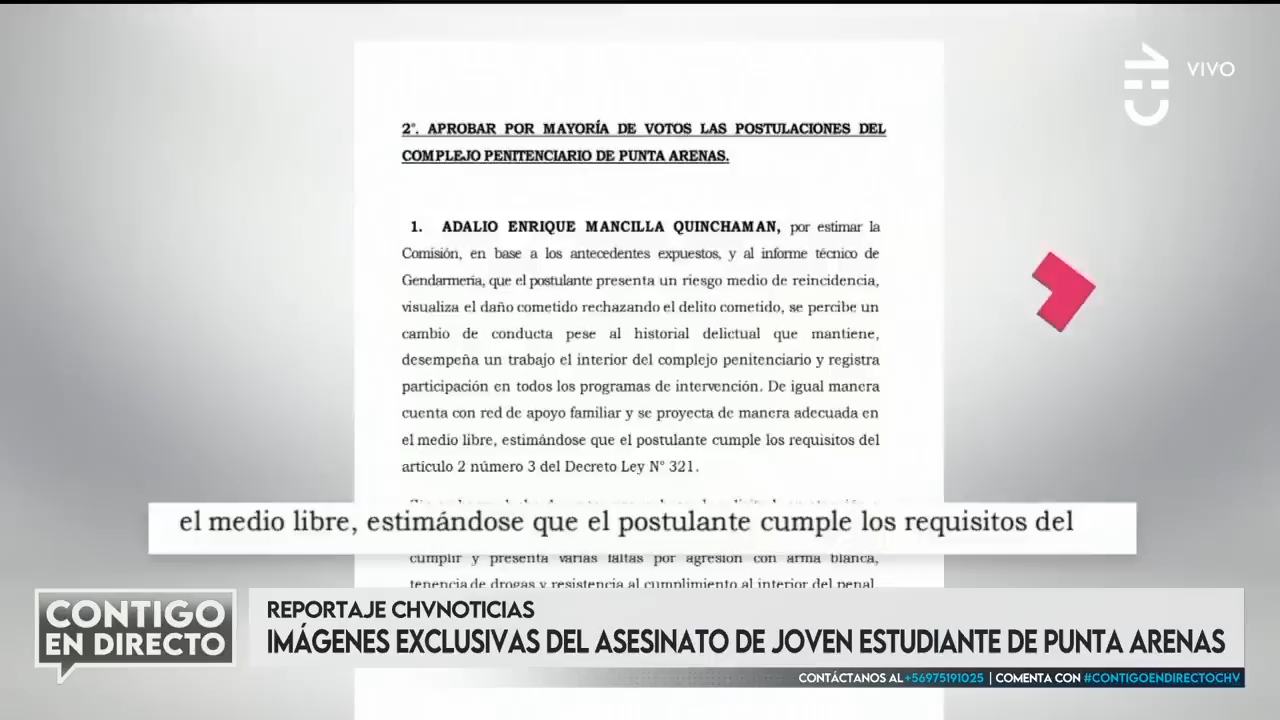 CHV
VIVO
2°. APROBAR POR MAYORÍA DE VOTOS LAS POSTULACIONES DEL
COMPLEJO PENITENCIARIO DE PUNTA ARENAS.
1. ADALIO ENRIQUE MANCILLA QUINCHAMAN, por estimar la
Comisión, en base a los antecedentes expuestos, y al informe técnico de
Gendarmería, que el postulante presenta un riesgo medio de reincidencia,
visualiza el daño cometido rechazando el delito cometido, se percibe un
cambio de conducta pese al historial delictual que mantiene,
desempeña un trabajo el interior del complejo penitenciario y registra
participación en todos los programas de intervención. De igual manera
cuenta con red de apoyo familiar y se proyecta de manera adecuada en
el medio libre, estimándose que el postulante cumple los requisitos del
artículo 2 número 3 del Decreto Ley N° 321.
el medio libre, estimándose que el postulante cumple los requisitos del
cumplir y presenta varias faltas por agresión con arma blanca,
tenencia de drogas y resistencia al cumplimiento al interior del penal.
CONTIGO
EN DIRECTO
REPORTAJE CHVNOTICIAS
IMÁGENES EXCLUSIVAS DEL ASESINATO DE JOVEN ESTUDIANTE DE PUNTA ARENAS
CONTÁCTANOS AL +56975191025 | COMENTA CON #CONTIGOENDIRECTOCHV